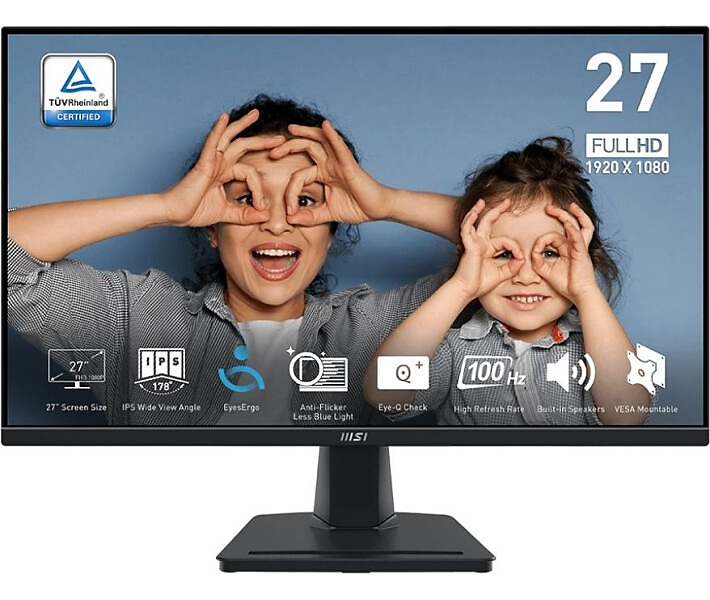 TÜVRheinland®
CERTIFIED
27
FULL HD
1920 X 1080
27"
FHD 1080P
IPS
178°
Q+
100Hz
27" Screen Size
IPS Wide View Angle
EyesErgo
Anti-Flicker
Less Blue Light
Eye-Q Check
High Refresh Rate
Built-in Speakers
VESA Mountable
msi